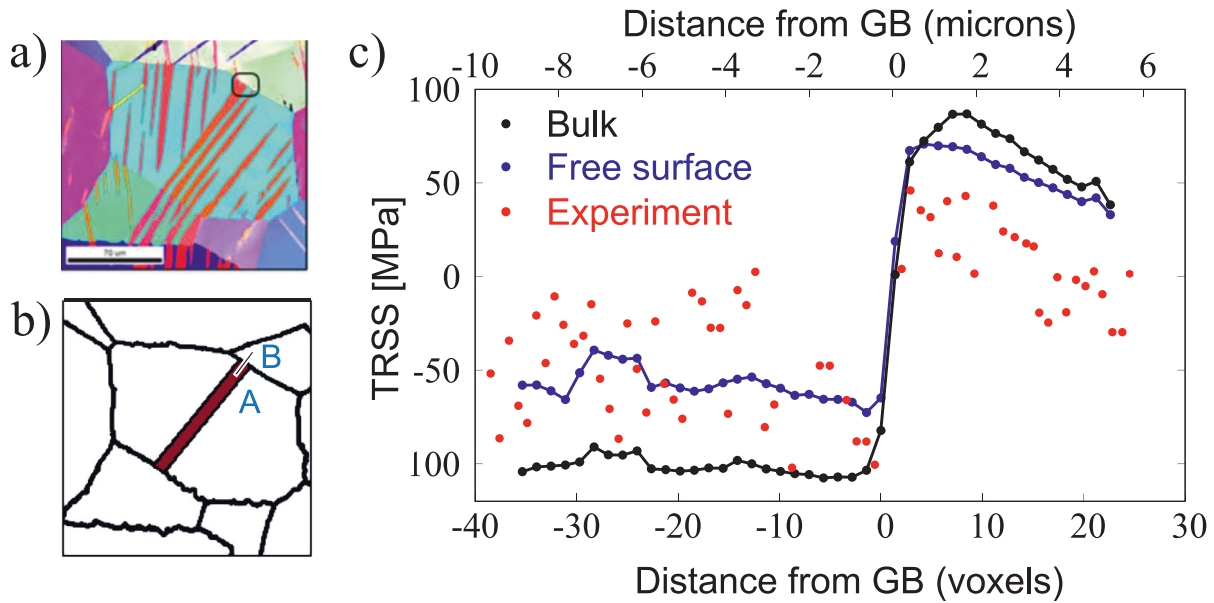 a)
70 um
b)
B
A
c)
Distance from GB (microns)
-10 -8 -6 -4 -2 0 2 4 6
100
50
0
-50
100
TRSS [MPa]
Bulk
Free surface
Experiment
-40 -30 -20 -10 0 10 20 30
Distance from GB (voxels)